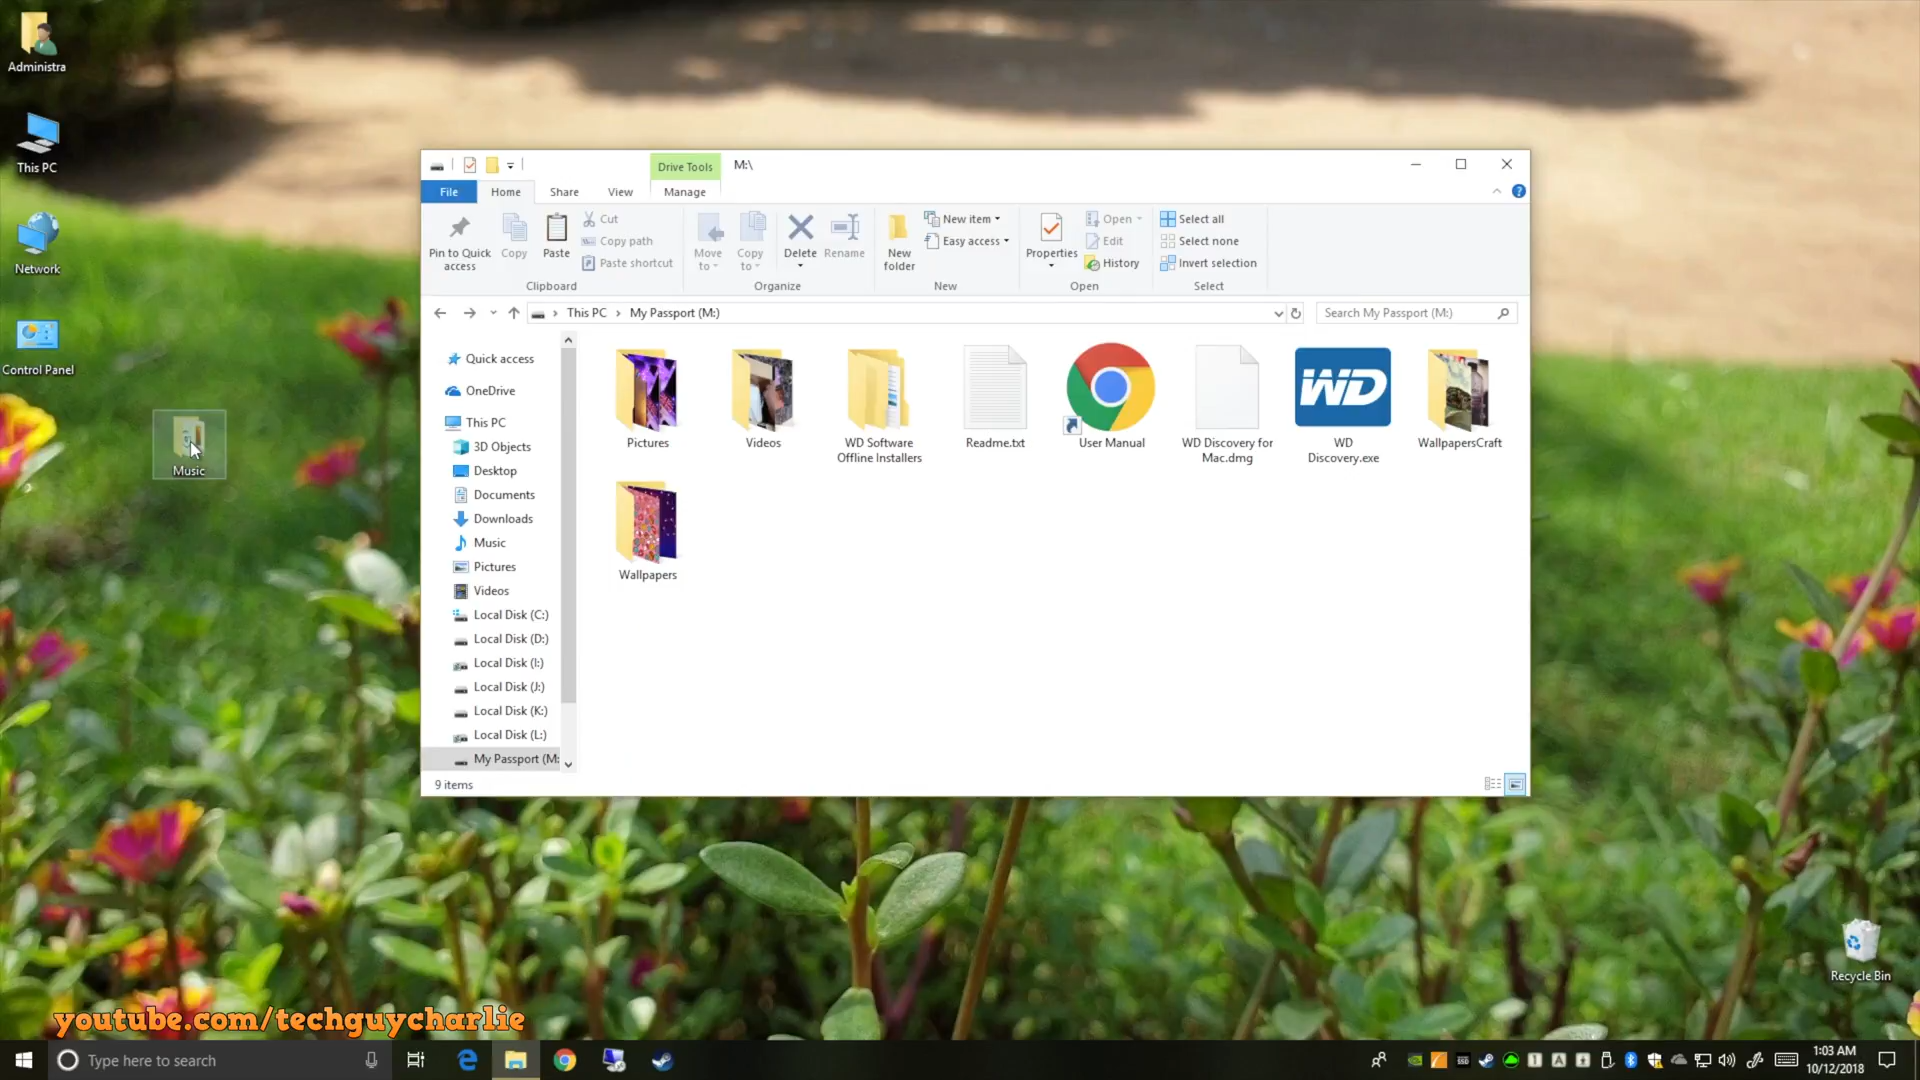 Administra
This PC
Network
Control Panel
Music
Drive Tools
M:\
File
Home
Share
View
Manage
Pin to Quick access
Copy
Paste
Cut
Copy path
Paste shortcut
Clipboard
Move to
Copy to
Delete
Rename
Organize
New folder
New item
Easy access
New
Properties
Open
Edit
History
Open
Select all
Select none
Invert selection
Select
This PC > My Passport (M:)
Search My Passport (M:)
Quick access
OneDrive
This PC
3D Objects
Desktop
Documents
Downloads
Music
Pictures
Videos
Local Disk (C:)
Local Disk (D:)
Local Disk (I:)
Local Disk (J:)
Local Disk (K:)
Local Disk (L:)
My Passport (M:
Pictures
Videos
WD Software
Offline Installers
Readme.txt
User Manual
WD Discovery for
Mac.dmg
WD
WD
Discovery.exe
WallpapersCraft
Wallpapers
9 items
Recycle Bin
youtube.com/techguycharlie
Type here to search
1:03 AM
10/12/2018